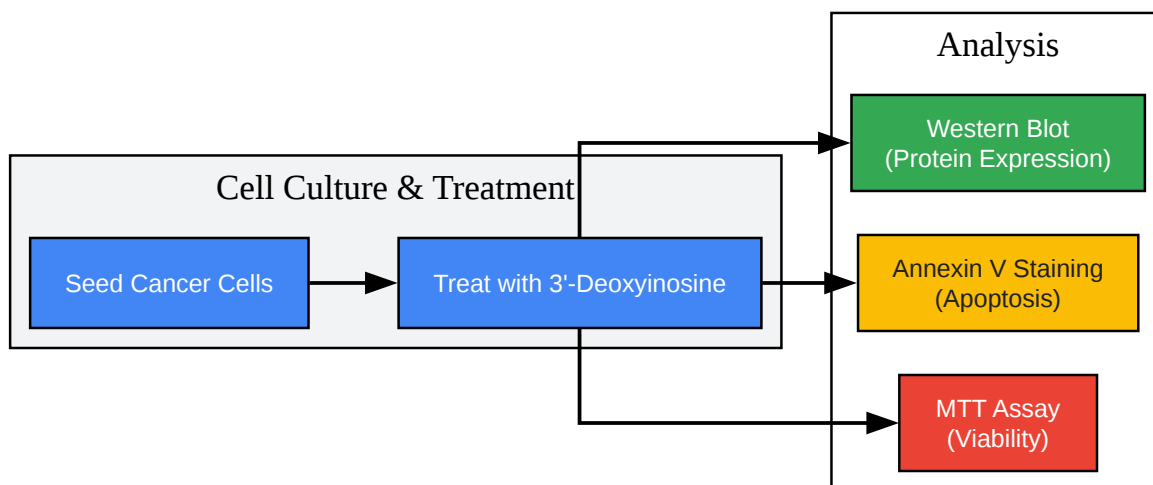 Cell Culture & Treatment
Seed Cancer Cells
Treat with 3'-Deoxyinosine
Analysis
Western Blot
(Protein Expression)
Annexin V Staining
(Apoptosis)
MTT Assay
(Viability)